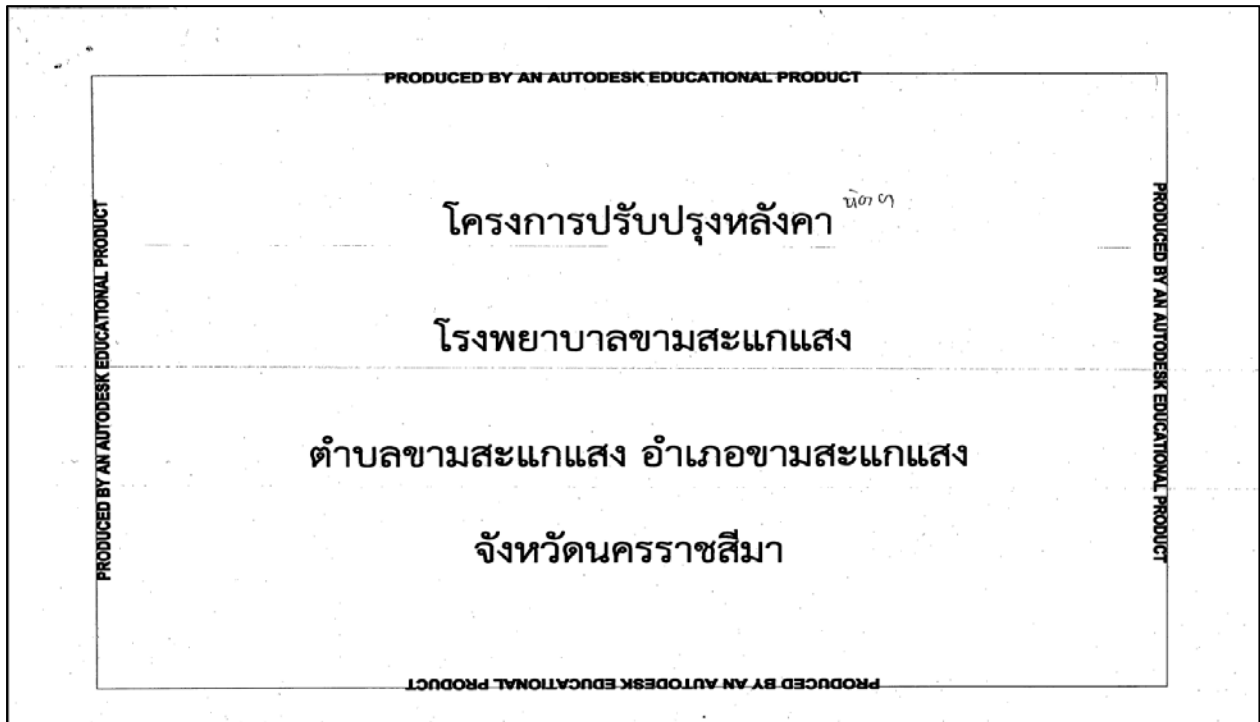 PRODUCED BY AN AUTODESK EDUCATIONAL PRODUCT
โครงการปรับปรุงหลังคา
โรงพยาบาลขามสะแกแสง
ตำบลขามสะแกแสง อำเภอขามสะแกแสง
จังหวัดนครราชสีมา
PRODUCED BY AN AUTODESK EDUCATIONAL PRODUCT
PRODUCED BY AN AUTODESK EDUCATIONAL PRODUCT
PRODUCED BY AN AUTODESK EDUCATIONAL PRODUCT